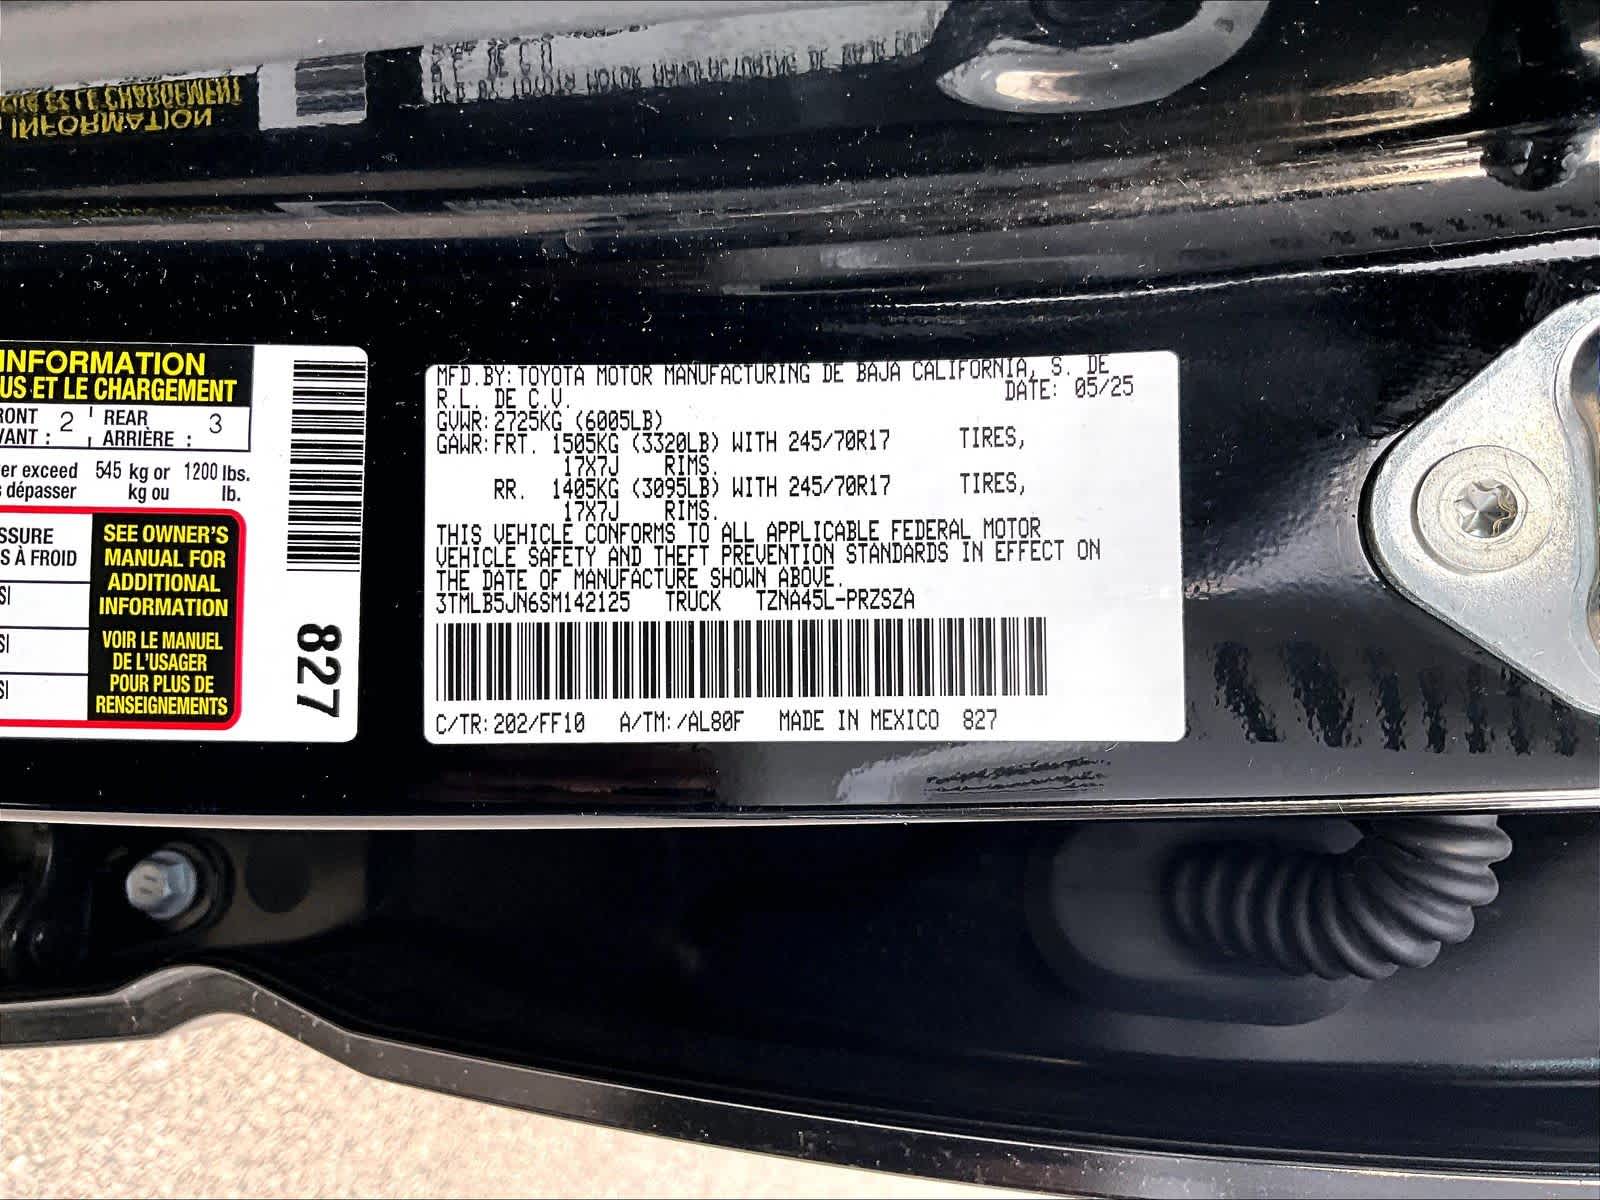 INFORMATION
US ET LE CHARGEMENT
RONT 2 REAR 3
VANT : ARRIÈRE :
er exceed 545 kg or 1200 lbs.
dépasser kg ou lb.
SSURE
S À FROID
SI
SI
SI
SEE OWNER'S
MANUAL FOR
ADDITIONAL
INFORMATION
VOIR LE MANUEL
DE L'USAGER
POUR PLUS DE
RENSEIGNEMENTS
827
MFD.BY:TOYOTA MOTOR MANUFACTURING DE BAJA CALIFORNIA, S. DE
R.L. DE C.V. DATE: 05/25
GVWR:2725KG (6005LB)
GAWR:FRT. 1505KG (3320LB) WITH 245/70R17 TIRES,
17X7J RIMS.
RR. 1405KG (3095LB) WITH 245/70R17 TIRES,
17X7J RIMS.
THIS VEHICLE CONFORMS TO ALL APPLICABLE FEDERAL MOTOR
VEHICLE SAFETY AND THEFT PREVENTION STANDARDS IN EFFECT ON
THE DATE OF MANUFACTURE SHOWN ABOVE.
3TMLB5JN6SM142125 TRUCK TZNA45L-PRZSZA
C/TR:202/FF10 A/TM:/AL80F MADE IN MEXICO 827